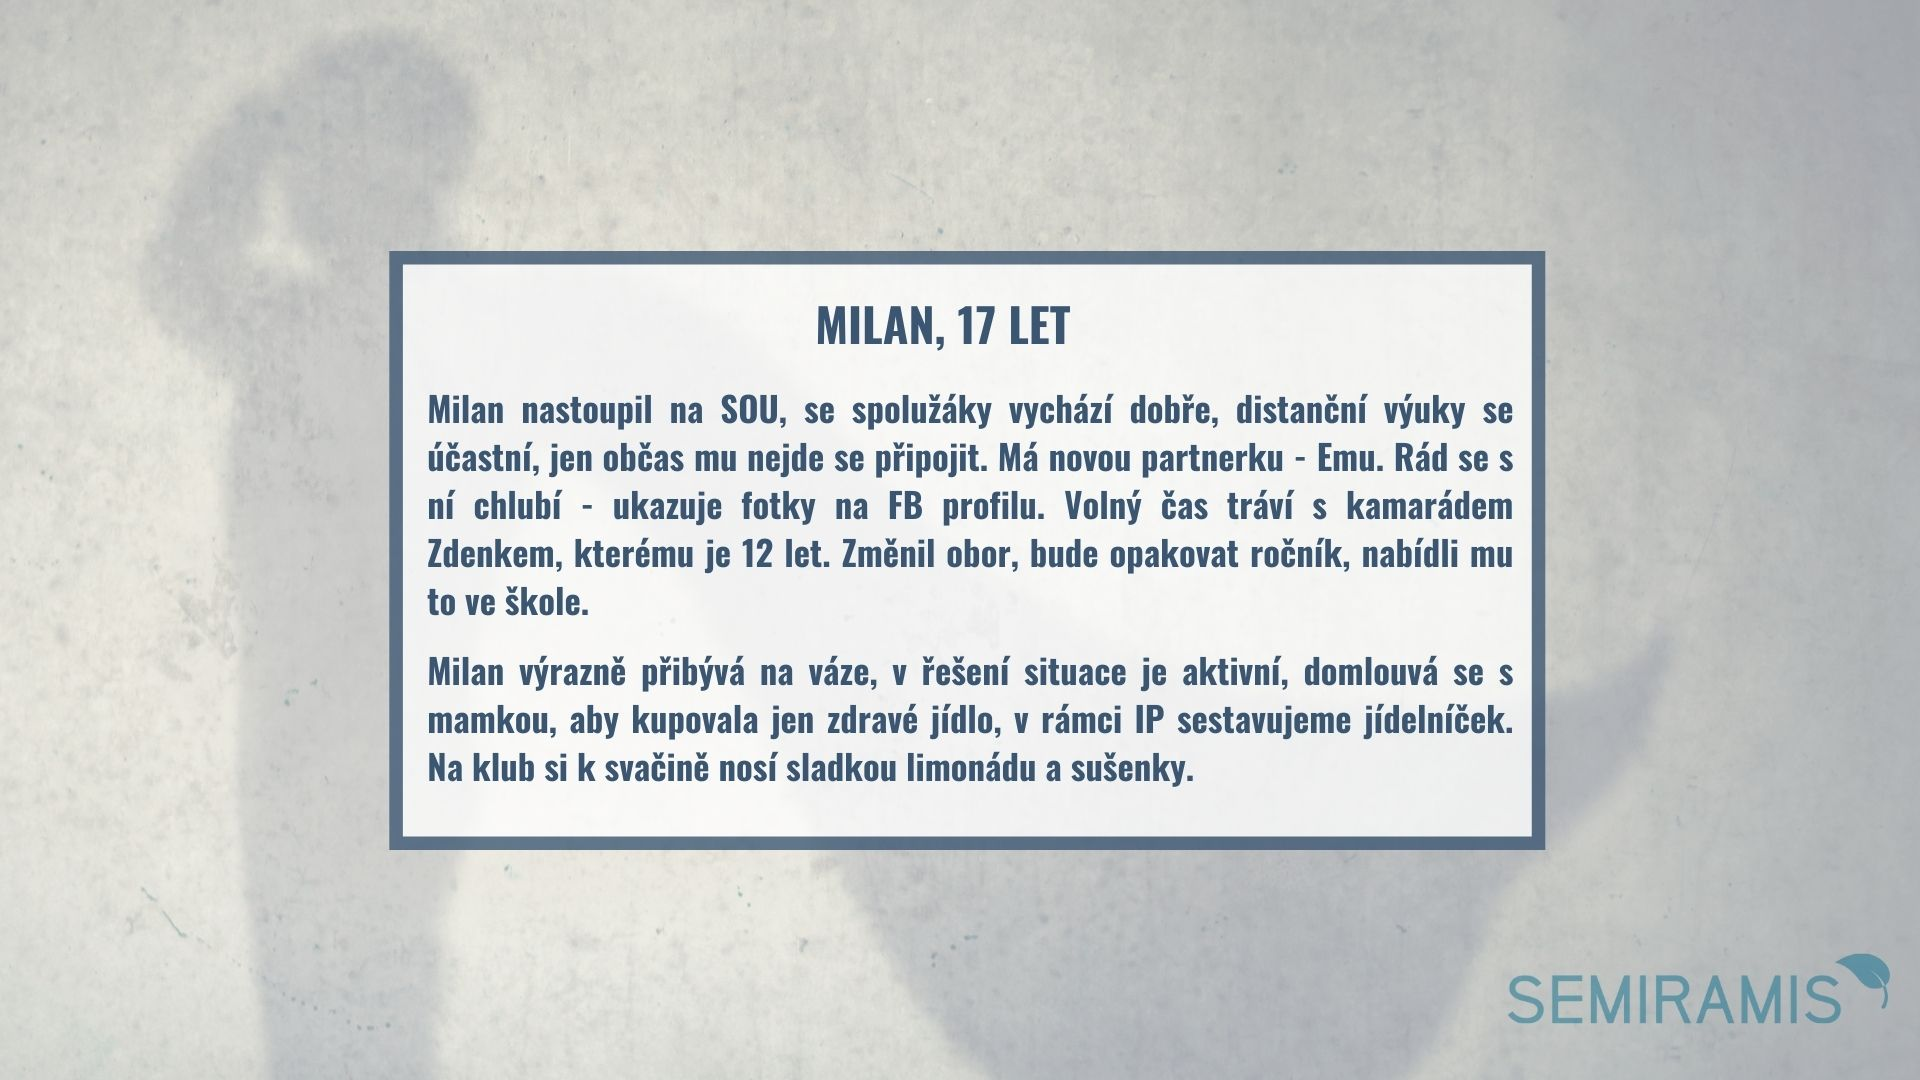 MILAN, 17 LET
Milan nastoupil na SOU, se spolužáky vychází dobře, distanční výuky se
účastní, jen občas mu nejde se připojit. Má novou partnerku - Emu. Rád se s
ní chlubí - ukazuje fotky na FB profilu. Volný čas tráví s kamarádem
Zdenkem, kterému je 12 let. Změnil obor, bude opakovat ročník, nabídli mu
to ve škole.
Milan výrazně přibývá na váze, v řešení situace je aktivní, domlouvá se s
mamkou, aby kupovala jen zdravé jídlo, v rámci IP sestavujeme jídelníček.
Na klub si k svačině nosí sladkou limonádu a sušenky.
SEMIRAMIS